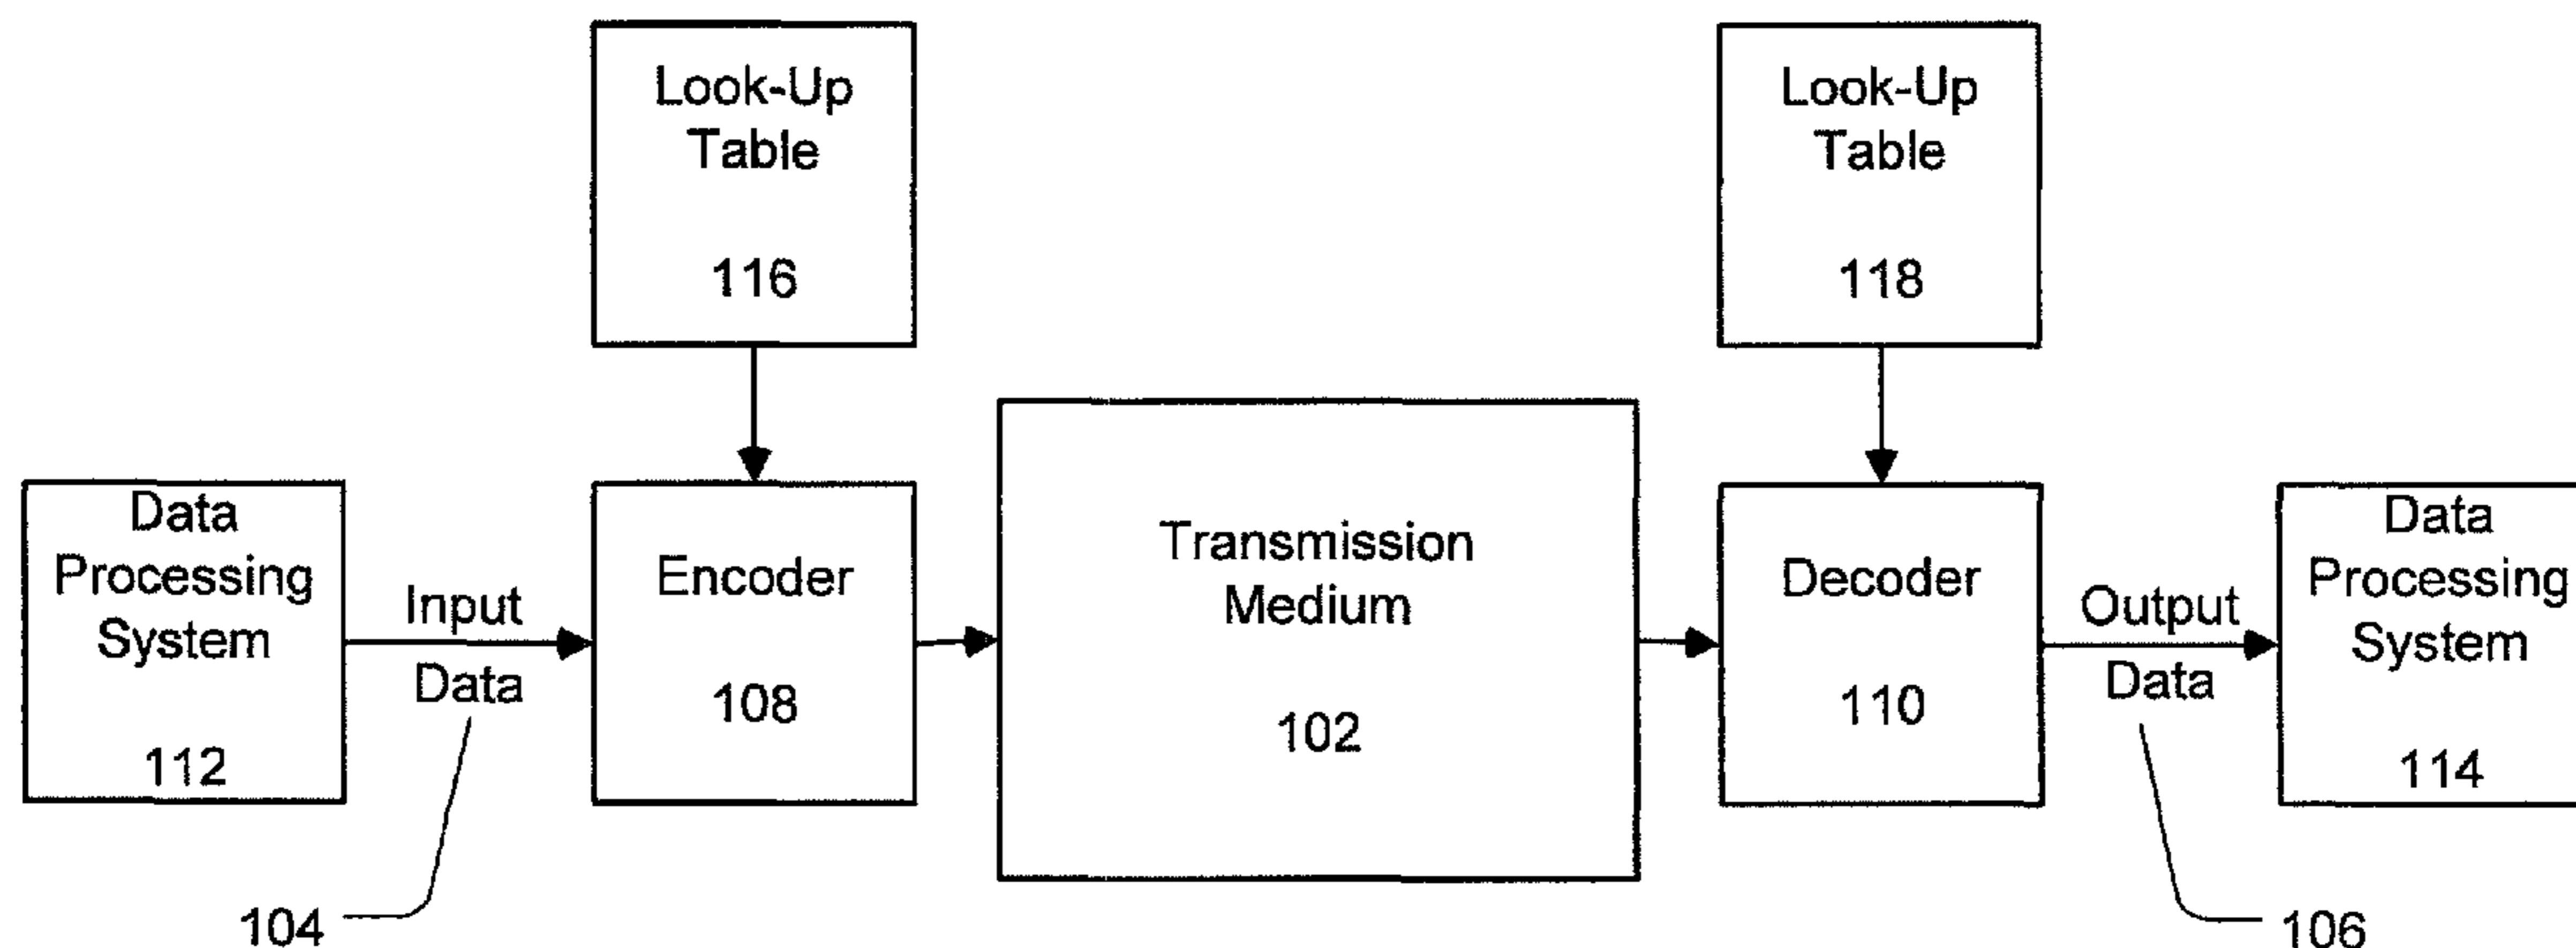 Look-Up
Table
116
Look-Up
Table
118
Data
Processing
System
112
Input
Data
104
Encoder
108
Transmission
Medium
102
Decoder
110
Output
Data
106
Data
Processing
System
114